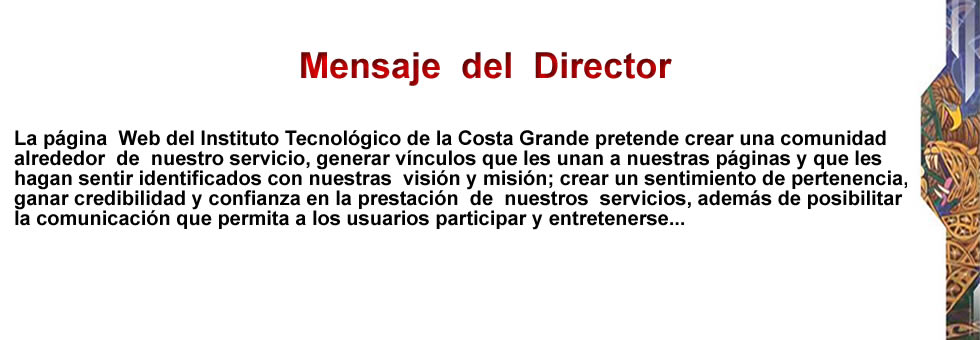 Mensaje del Director
La página Web del Instituto Tecnológico de la Costa Grande pretende crear una comunidad
alrededor de nuestro servicio, generar vínculos que les unan a nuestras páginas y que les
hagan sentir identificados con nuestras visión y misión; crear un sentimiento de pertenencia,
ganar credibilidad y confianza en la prestación de nuestros servicios, además de posibilitar
la comunicación que permita a los usuarios participar y entretenerse...